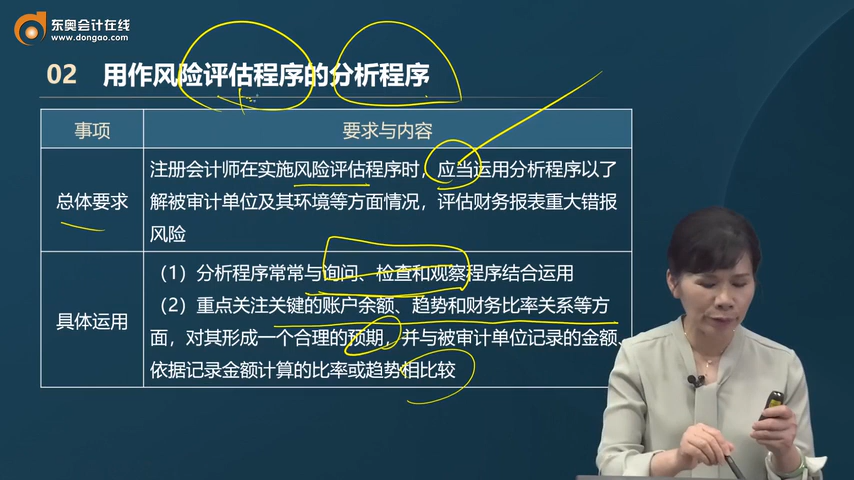 东奥会计在线
www.dongao.com
02 用作风险评估程序的分析程序
事项
要求与内容
总体要求
注册会计师在实施风险评估程序时，应当运用分析程序以了
解被审计单位及其环境等方面情况，评估财务报表重大错报
风险
具体运用
（1）分析程序常常与询问、检查和观察程序结合运用
（2）重点关注关键的账户余额、趋势和财务比率关系等方
面，对其形成一个合理的预期，并与被审计单位记录的金额、
依据记录金额计算的比率或趋势相比较